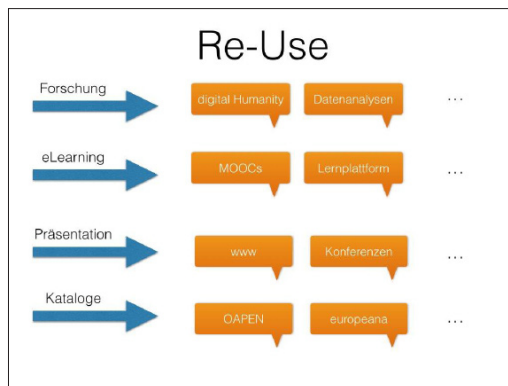 Re-Use
Forschung
digital Humanity Datenanalysen ...
eLearning
MOOCs Lernplattform ...
Präsentation
www Konferenzen ...
Kataloge
OAPEN europeana ...